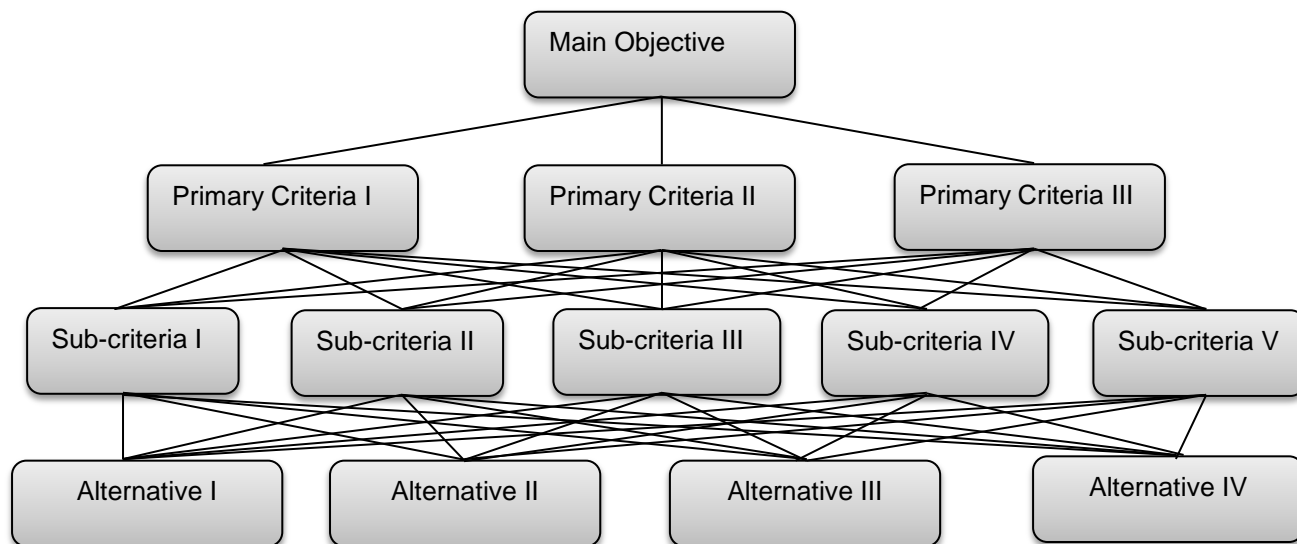 Main Objective
Primary Criteria I
Primary Criteria II
Primary Criteria III
Sub-criteria I
Sub-criteria II
Sub-criteria III
Sub-criteria IV
Sub-criteria V
Alternative I
Alternative II
Alternative III
Alternative IV